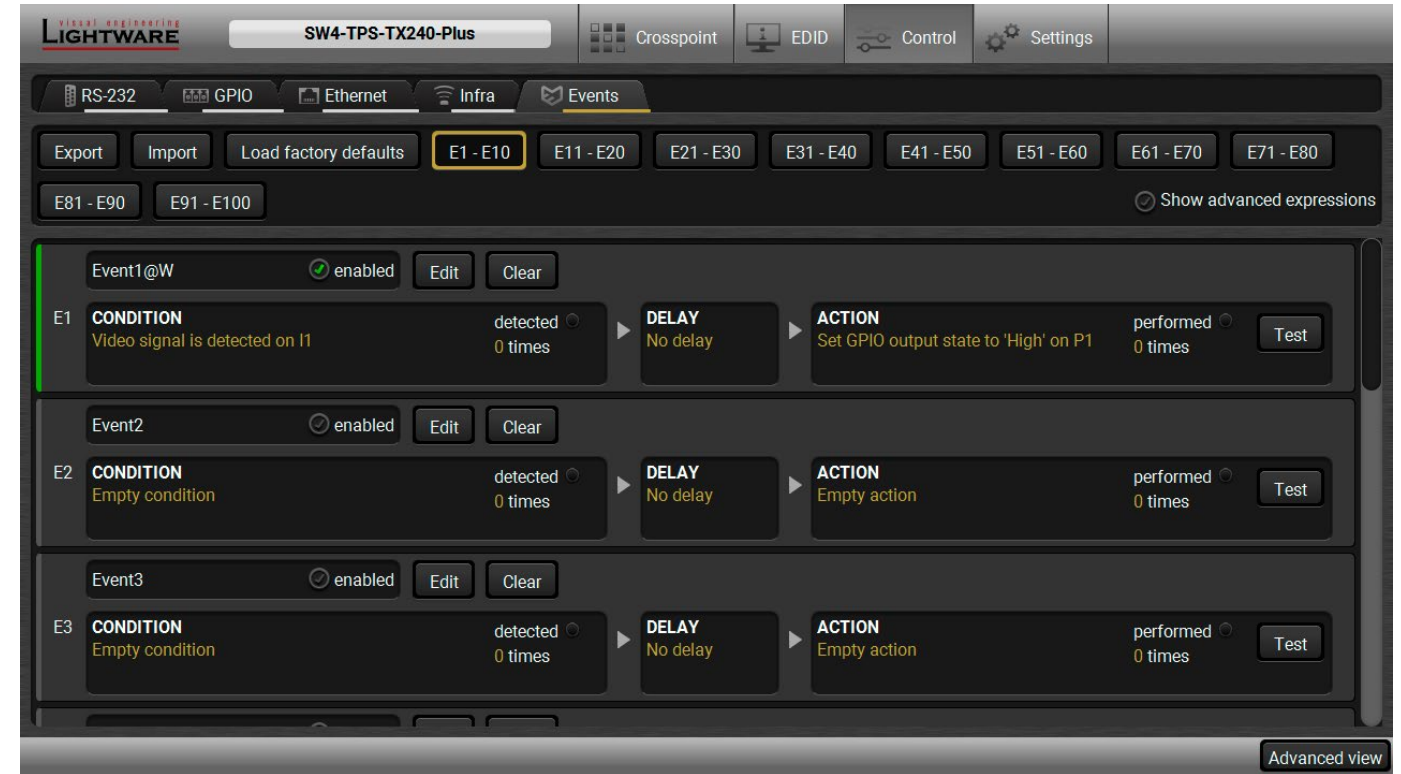 visual engineering
LIGHTWARE
SW4-TPS-TX240-Plus
Crosspoint
EDID
Control
Settings
RS-232
GPIO
Ethernet
Infra
Events
Export
Import
Load factory defaults
E1 - E10
E11 - E20
E21 - E30
E31 - E40
E41 - E50
E51 - E60
E61 - E70
E71 - E80
E81 - E90
E91 - E100
Show advanced expressions
Event1@W
enabled
Edit
Clear
E1
CONDITION
Video signal is detected on I1
detected
0 times
DELAY
No delay
ACTION
Set GPIO output state to 'High' on P1
performed
0 times
Test
Event2
enabled
Edit
Clear
E2
CONDITION
Empty condition
detected
0 times
DELAY
No delay
ACTION
Empty action
performed
0 times
Test
Event3
enabled
Edit
Clear
E3
CONDITION
Empty condition
detected
0 times
DELAY
No delay
ACTION
Empty action
performed
0 times
Test
Advanced view